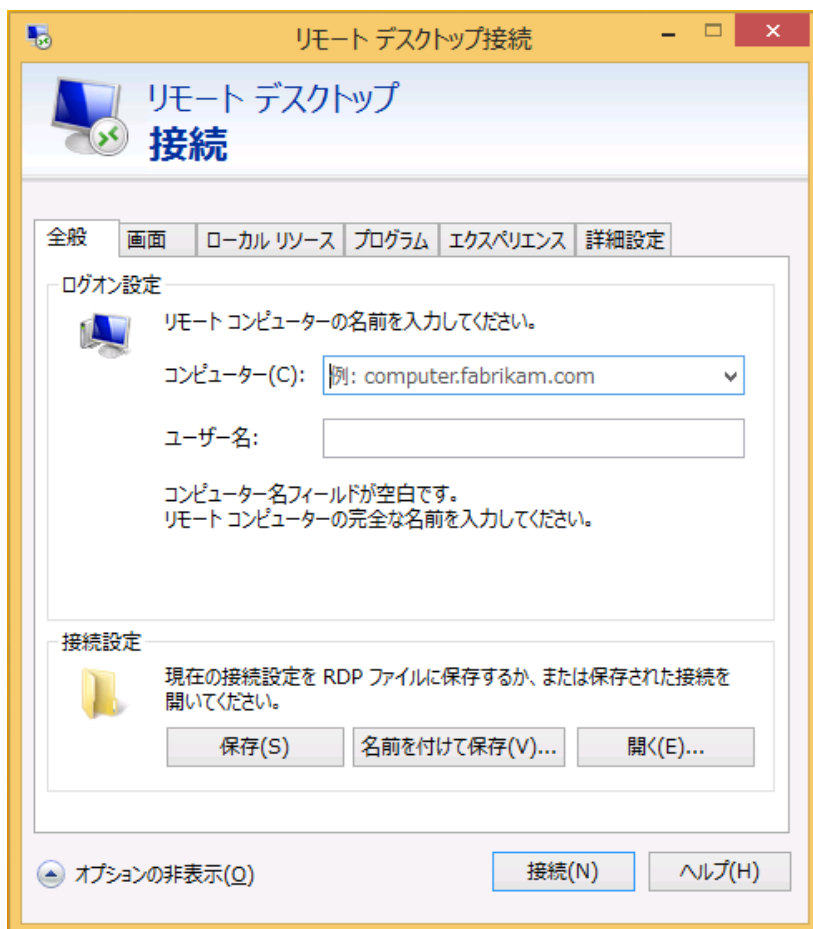 リモート デスクトップ接続
リモート デスクトップ
接続
全般 画面 ローカル リソース プログラム エクスペリエンス 詳細設定
ログオン設定
リモート コンピューターの名前を入力してください。
コンピューター(C): 例: computer.fabrikam.com
ユーザー名:
コンピューター名フィールドが空白です。
リモート コンピューターの完全な名前を入力してください。
接続設定
現在の接続設定を RDP ファイルに保存するか、または保存された接続を
開いてください。
保存(S) 名前を付けて保存(V)... 開く(E)...
オプションの非表示(O) 接続(N) ヘルプ(H)